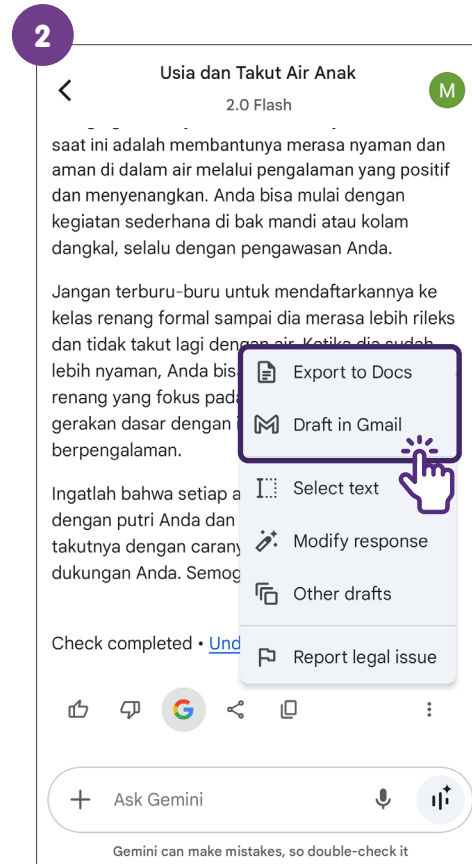 2
Usia dan Takut Air Anak
M
2.0 Flash
saat ini adalah membantunya merasa nyaman dan
aman di dalam air melalui pengalaman yang positif
dan menyenangkan. Anda bisa mulai dengan
kegiatan sederhana di bak mandi atau kolam
dangkal, selalu dengan pengawasan Anda.
Jangan terburu-buru untuk mendaftarkannya ke
kelas renang formal sampai dia merasa lebih rileks
dan tidak takut lagi dengan air. Ketika dia sudah
lebih nyaman, Anda bis
renang yang fokus pada
gerakan dasar dengan i
berpengalaman.
Ingatlah bahwa setiap a
dengan putri Anda dan
takutnya dengan carany
dukungan Anda. Semog
Export to Docs
Draft in Gmail
Select text
Modify response
Other drafts
Report legal issue
Check completed • Und
Ask Gemini
Gemini can make mistakes, so double-check it